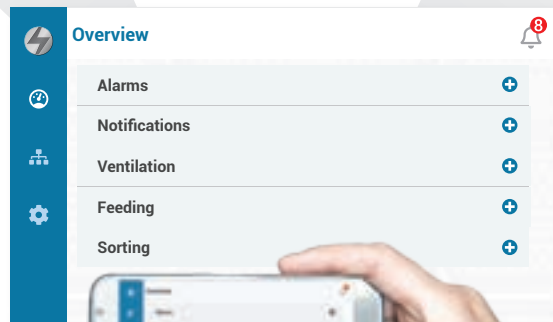 Overview
8
Alarms
Notifications
Ventilation
Feeding
Sorting